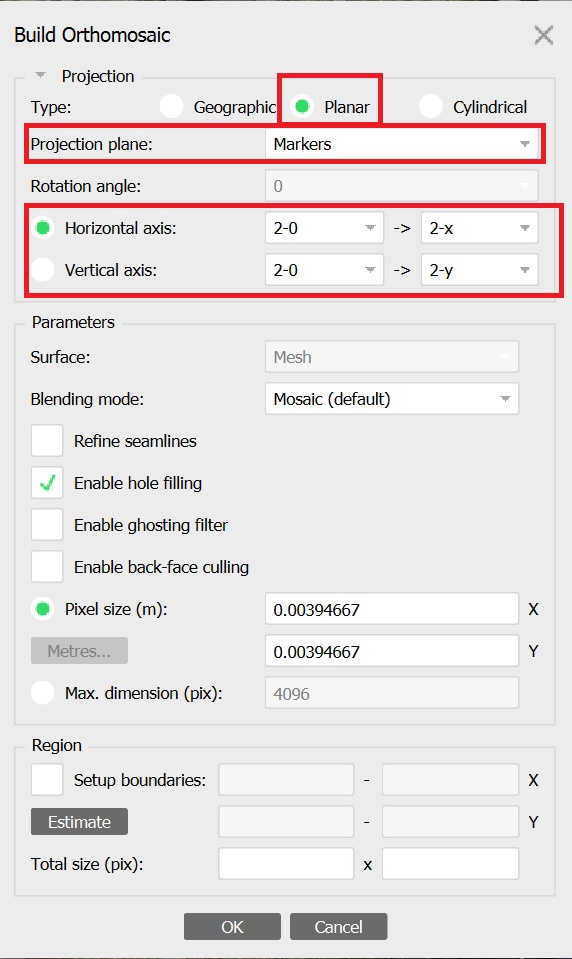 Build Orthomosaic
Projection
Type: Geographic Planar Cylindrical
Projection plane: Markers
Rotation angle: 0
Horizontal axis: 2-0 -> 2-x
Vertical axis: 2-0 -> 2-y
Parameters
Surface: Mesh
Blending mode: Mosaic (default)
Refine seamlines
Enable hole filling
Enable ghosting filter
Enable back-face culling
Pixel size (m): 0.00394667 X
Metres... 0.00394667 Y
Max. dimension (pix): 4096
Region
Setup boundaries: - X
Estimate - Y
Total size (pix): x
OK Cancel